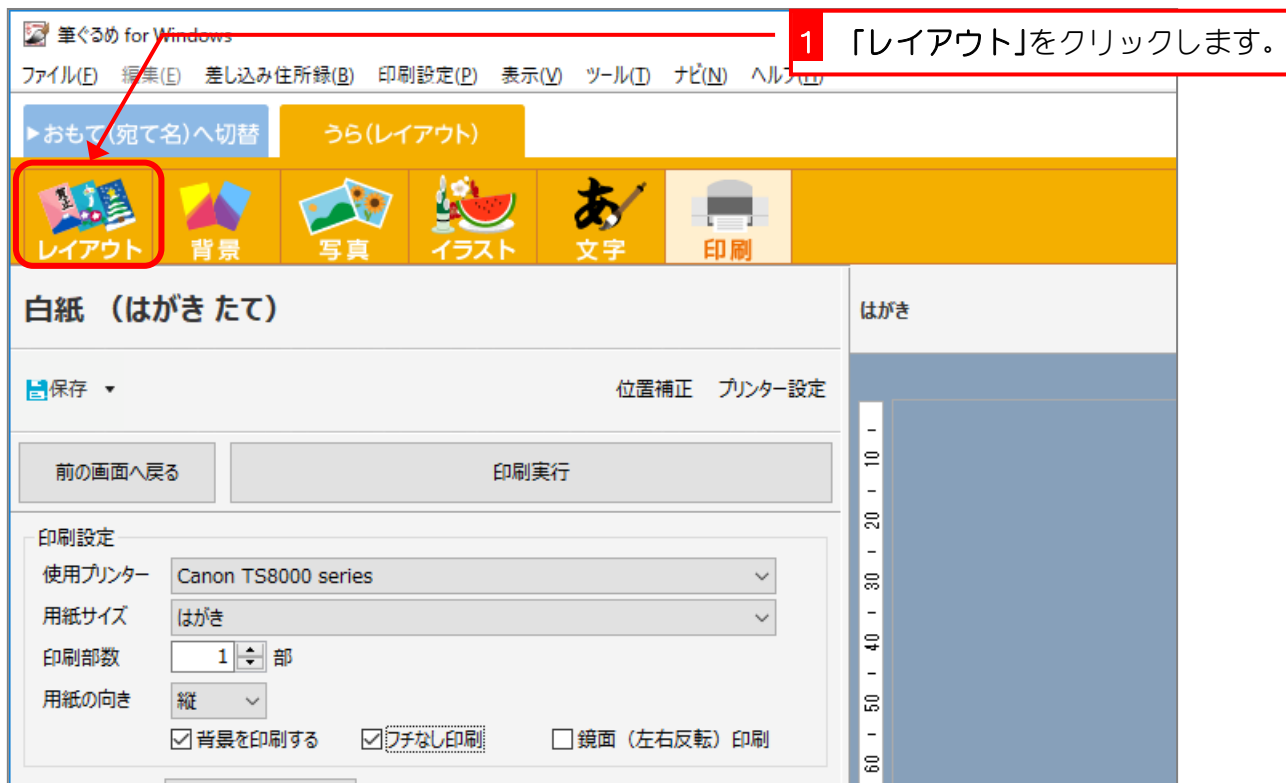 筆ぐるめ for Windows
1 「レイアウト」をクリックします。
ファイル(F) 編集(E) 差し込み住所録(B) 印刷設定(P) 表示(V) ツール(T) ナビ(N) ヘルプ(H)
▶おもて(宛て名)へ切替 うら(レイアウト)
レイアウト 背景 写真 イラスト あ 文字 印刷
白紙 (はがき たて)
はがき
保存 ▼ 位置補正 プリンター設定
前の画面へ戻る 印刷実行
印刷設定
使用プリンター Canon TS8000 series
用紙サイズ はがき
印刷部数 1 部
用紙の向き 縦
背景を印刷する フチなし印刷 鏡面(左右反転)印刷
10
20
30
40
50
60